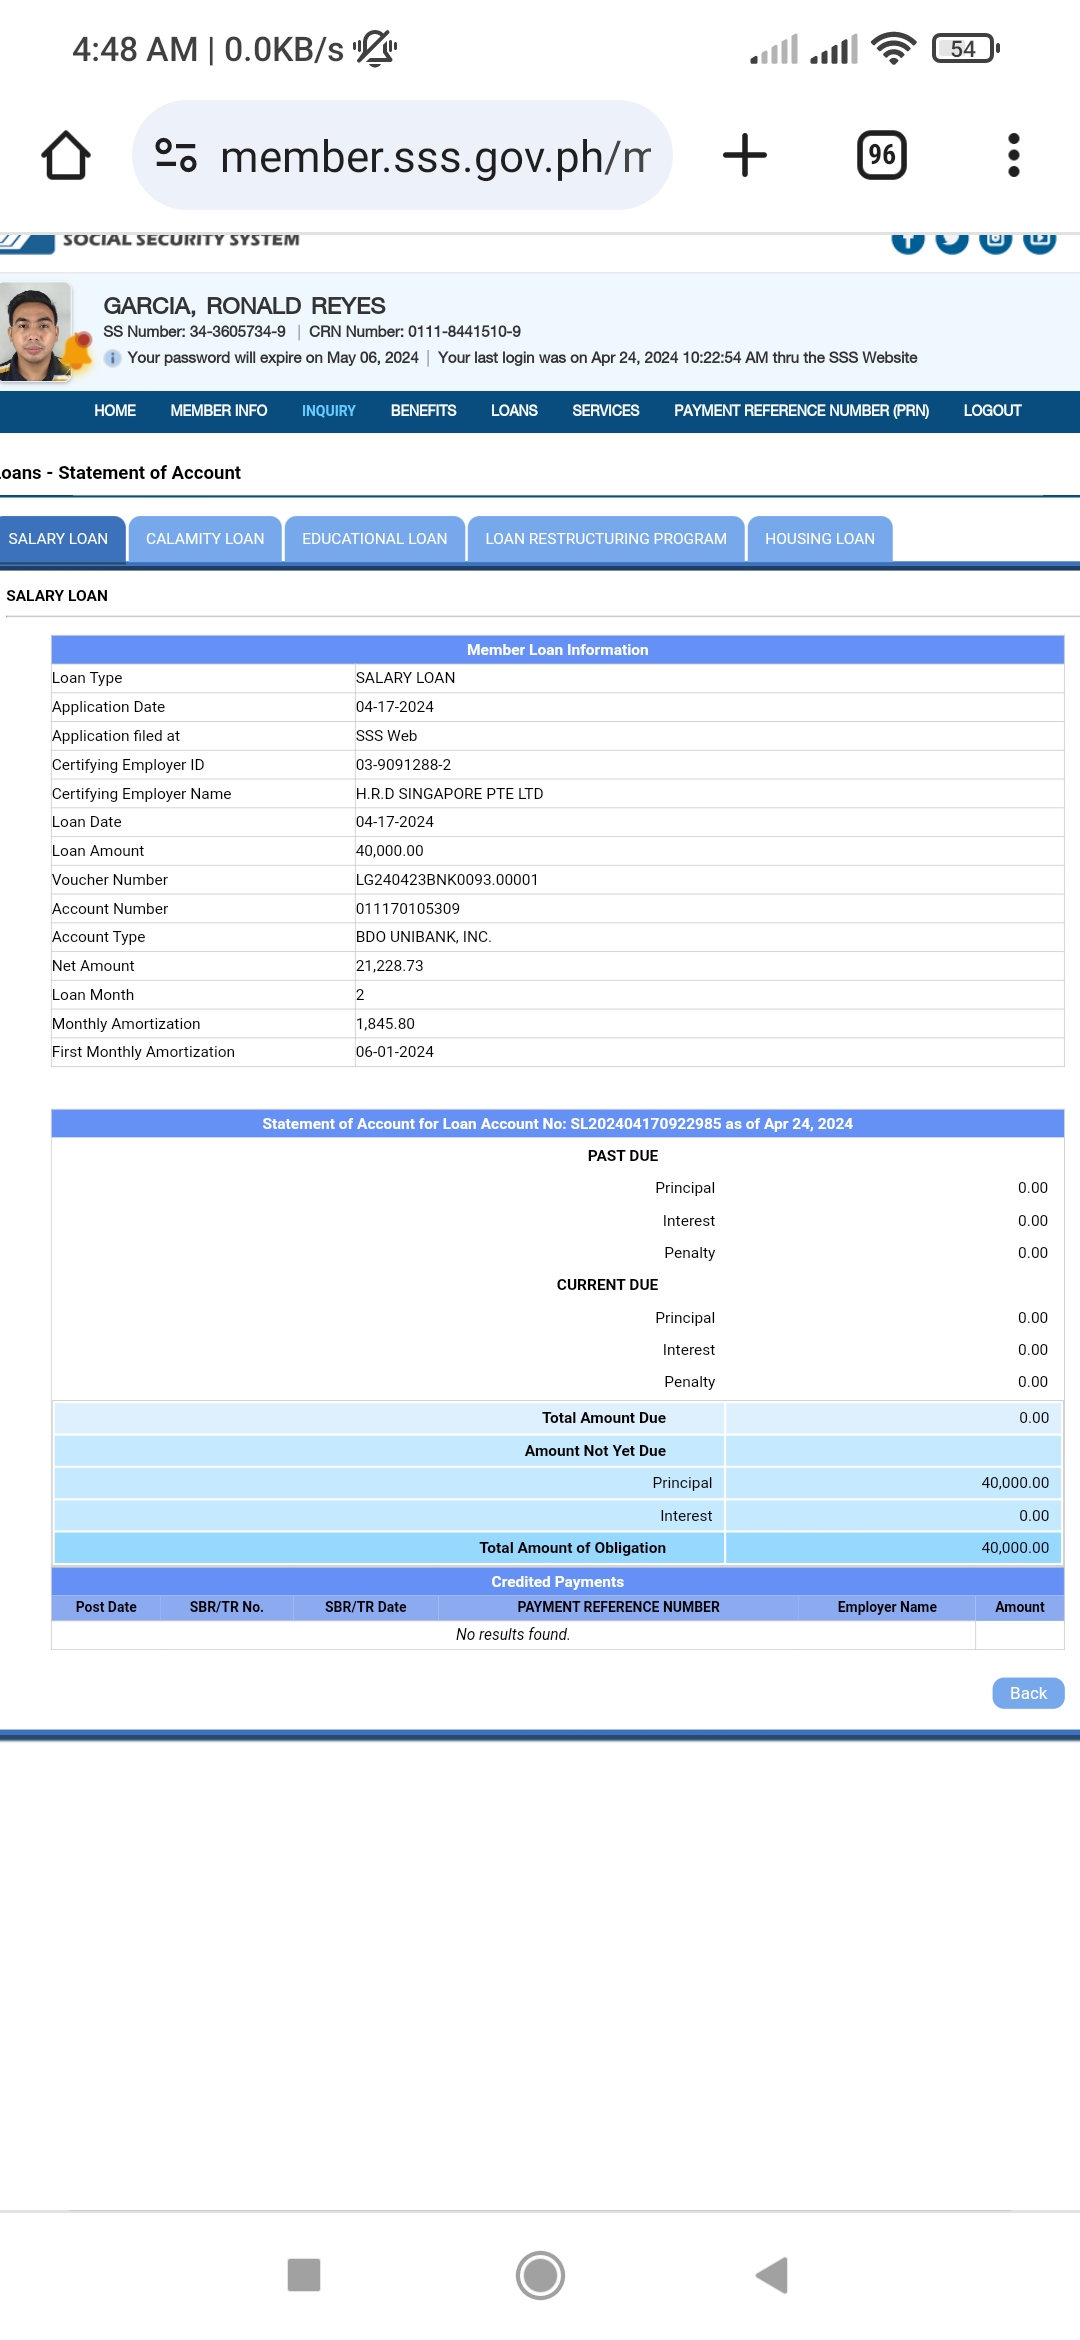 4:48 AM | 0.0KB/s 54
member.sss.gov.ph/m 96
SOCIAL SECURITY SYSTEM
GARCIA, RONALD REYES
SS Number: 34-3605734-9 | CRN Number: 0111-8441510-9
Your password will expire on May 06, 2024 | Your last login was on Apr 24, 2024 10:22:54 AM thru the SSS Website
HOME MEMBER INFO INQUIRY BENEFITS LOANS SERVICES PAYMENT REFERENCE NUMBER (PRN) LOGOUT
Loans - Statement of Account
SALARY LOAN CALAMITY LOAN EDUCATIONAL LOAN LOAN RESTRUCTURING PROGRAM HOUSING LOAN
SALARY LOAN
Member Loan Information
Loan Type SALARY LOAN
Application Date 04-17-2024
Application filed at SSS Web
Certifying Employer ID 03-9091288-2
Certifying Employer Name H.R.D SINGAPORE PTE LTD
Loan Date 04-17-2024
Loan Amount 40,000.00
Voucher Number LG240423BNK0093.00001
Account Number 011170105309
Account Type BDO UNIBANK, INC.
Net Amount 21,228.73
Loan Month 2
Monthly Amortization 1,845.80
First Monthly Amortization 06-01-2024
Statement of Account for Loan Account No: SL202404170922985 as of Apr 24, 2024
PAST DUE
Principal 0.00
Interest 0.00
Penalty 0.00
CURRENT DUE
Principal 0.00
Interest 0.00
Penalty 0.00
Total Amount Due 0.00
Amount Not Yet Due
Principal 40,000.00
Interest 0.00
Total Amount of Obligation 40,000.00
Credited Payments
Post Date SBR/TR No. SBR/TR Date PAYMENT REFERENCE NUMBER Employer Name Amount
No results found.
Back